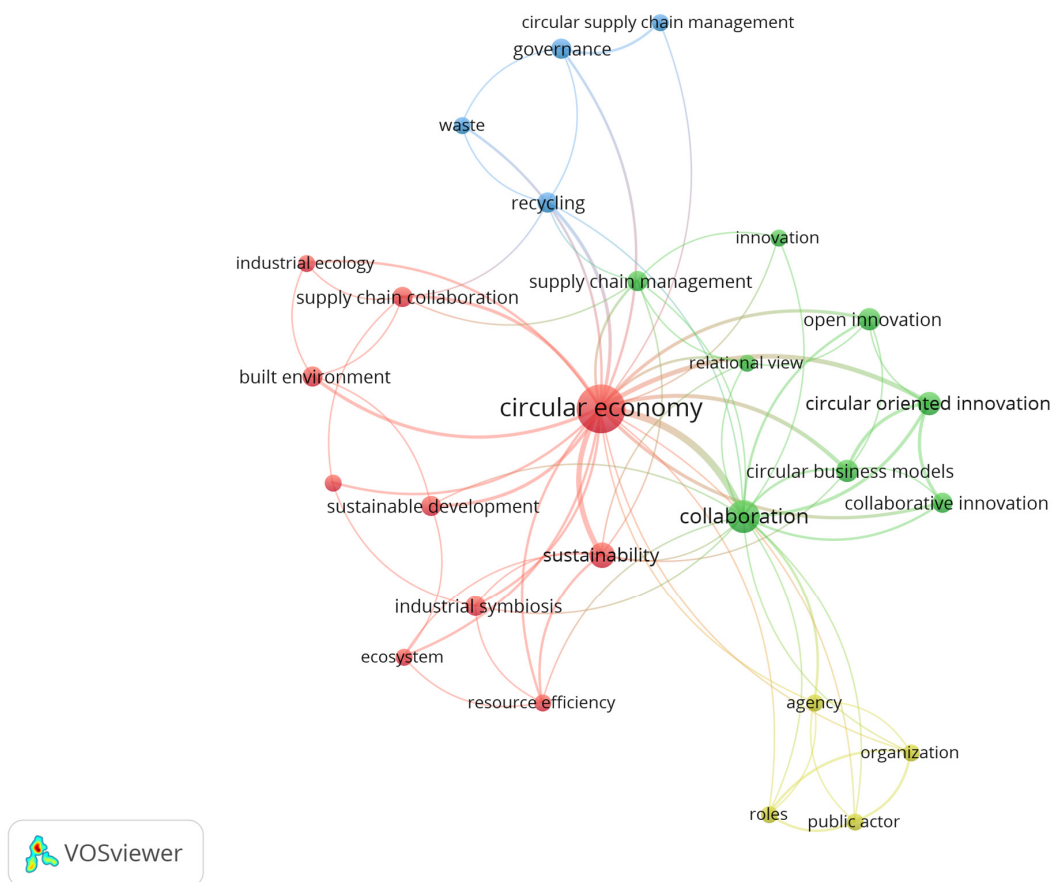 circular supply chain management
governance
waste
recycling
innovation
industrial ecology
supply chain management
supply chain collaboration
open innovation
relational view
built environment
circular economy
circular oriented innovation
circular business models
collaborative innovation
sustainable development
collaboration
sustainability
industrial symbiosis
ecosystem
resource efficiency
agency
organization
roles
public actor
VOSviewer